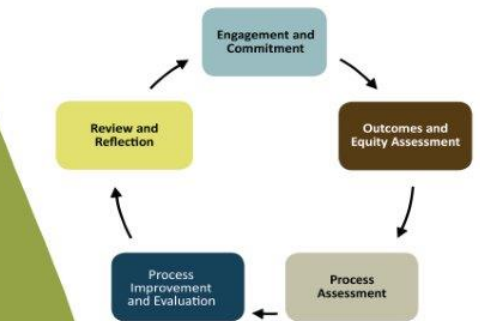 Engagement and
Commitment
Outcomes and
Equity Assessment
Process
Assessment
Process
Improvement
and Evaluation
Review and
Reflection